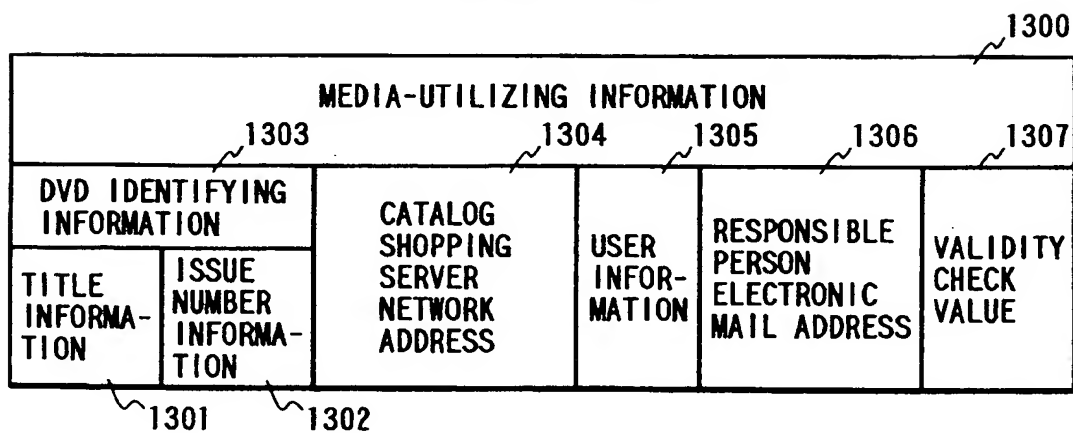 1300
MEDIA-UTILIZING INFORMATION
1303
1304
1305
1306
1307
DVD IDENTIFYING
INFORMATION
TITLE
INFORMA-
TION
ISSUE
NUMBER
INFORMA-
TION
CATALOG
SHOPPING
SERVER
NETWORK
ADDRESS
USER
INFOR-
MATION
RESPONSIBLE
PERSON
ELECTRONIC
MAIL ADDRESS
VALIDITY
CHECK
VALUE
1301
1302